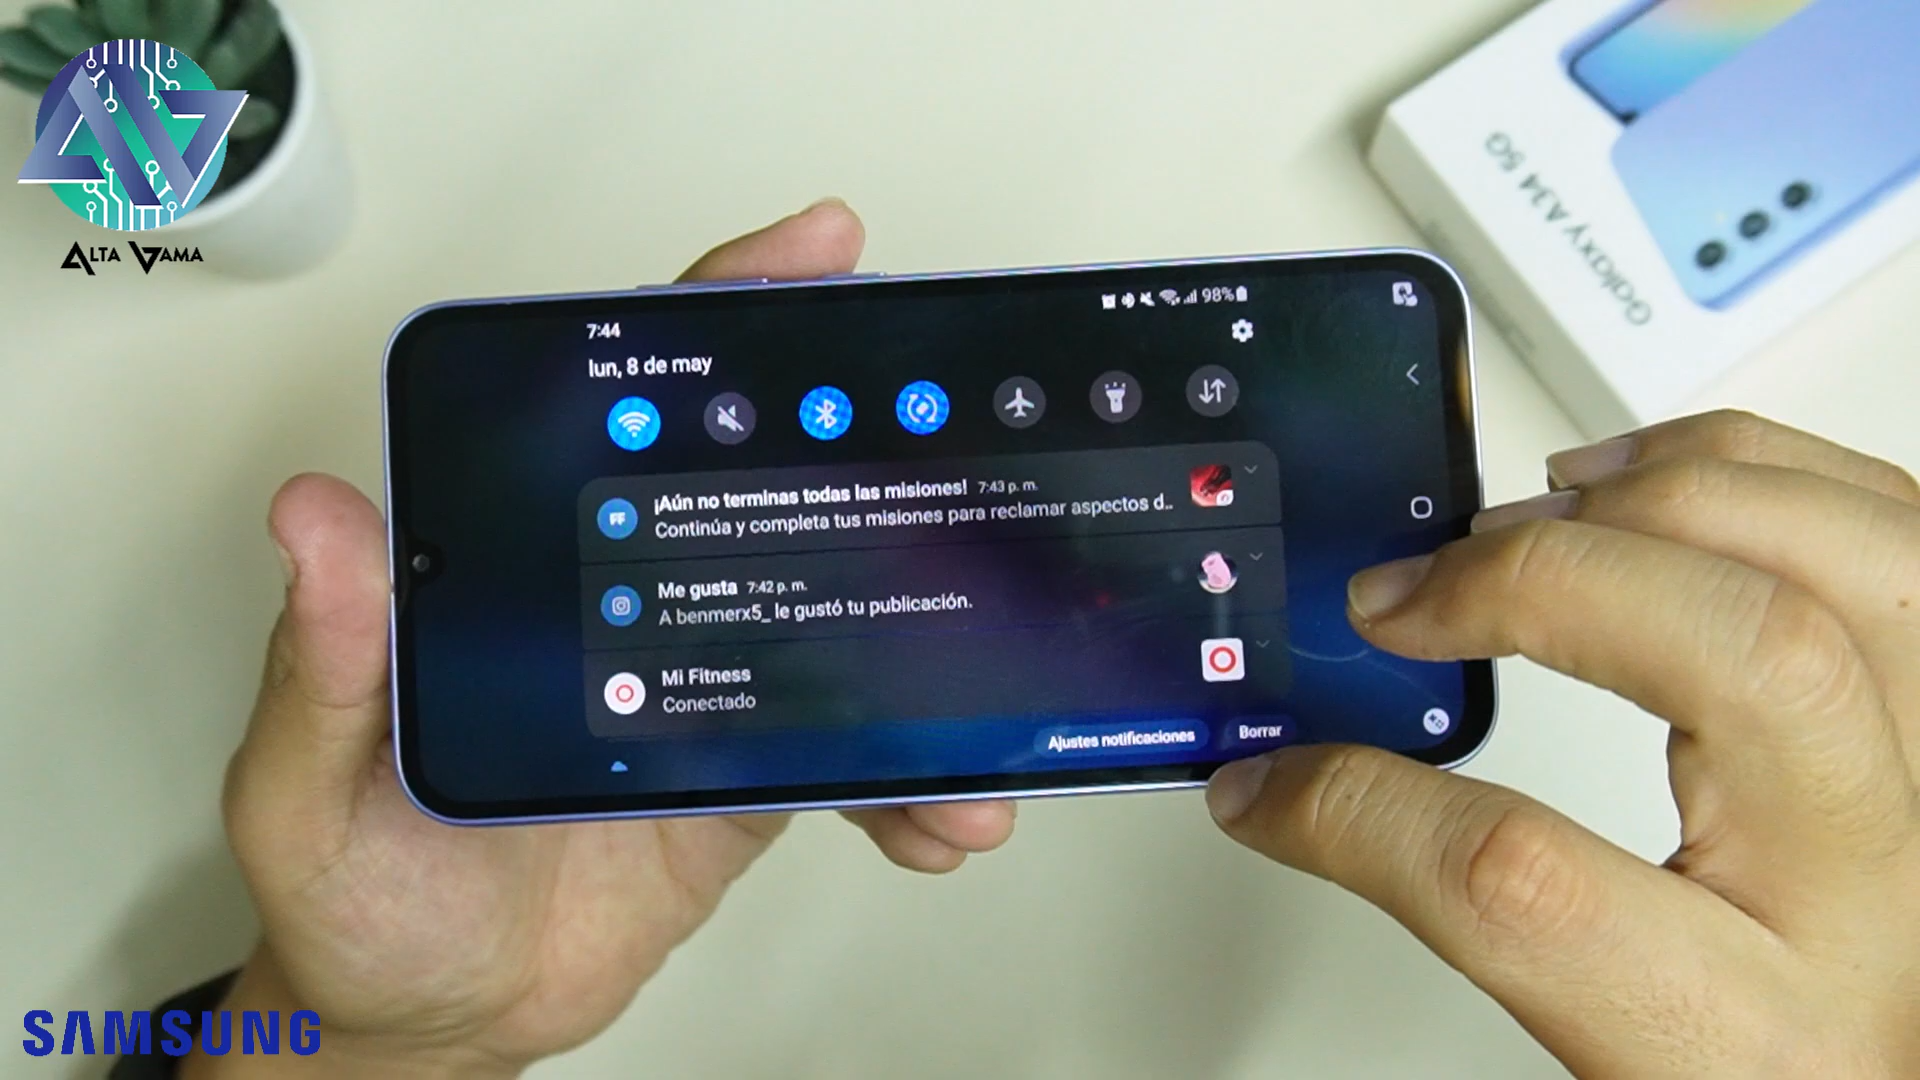 ALTA GAMA
Galaxy A34 5G
98%
7:44
lun, 8 de may
¡Aún no terminas todas las misiones! 7:43 p. m.
Continúa y completa tus misiones para reclamar aspectos d..
FF
Me gusta 7:42 p. m.
A benmerx5_ le gustó tu publicación.
Mi Fitness
Conectado
Ajustes notificaciones
Borrar
SAMSUNG